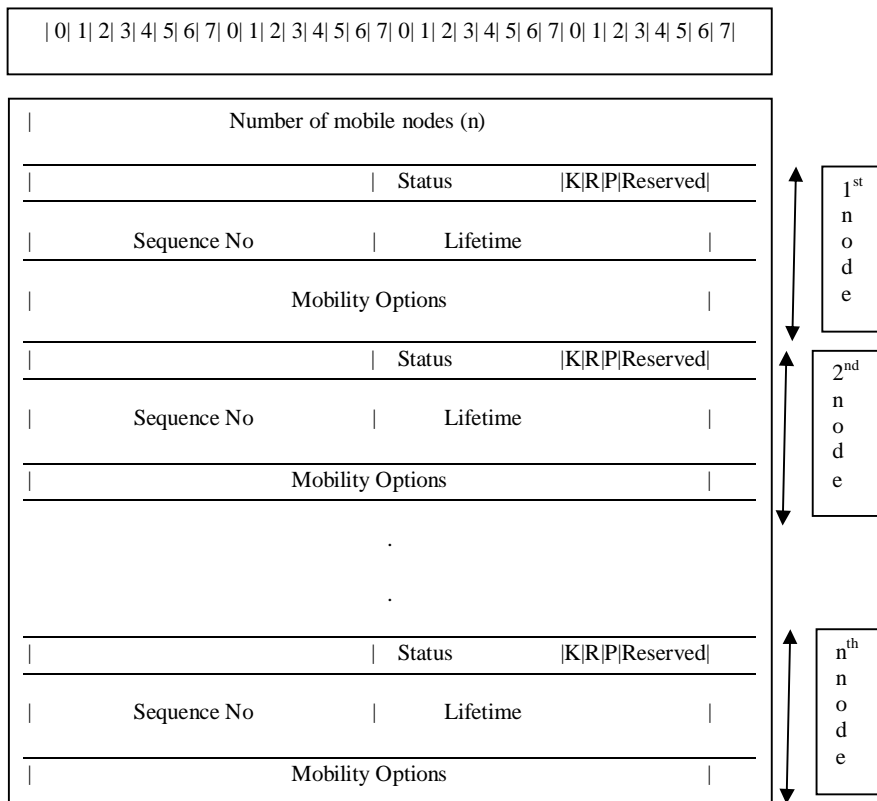 | 0| 1| 2| 3| 4| 5| 6| 7| 0| 1| 2| 3| 4| 5| 6| 7| 0| 1| 2| 3| 4| 5| 6| 7| 0| 1| 2| 3| 4| 5| 6| 7|
| Number of mobile nodes (n)
| | Status |K|R|P|Reserved|
| Sequence No | Lifetime |
| Mobility Options |
1st
n
o
d
e
| | Status |K|R|P|Reserved|
| Sequence No | Lifetime |
| Mobility Options |
2nd
n
o
d
e
.
.
| | Status |K|R|P|Reserved|
| Sequence No | Lifetime |
| Mobility Options |
nth
n
o
d
e